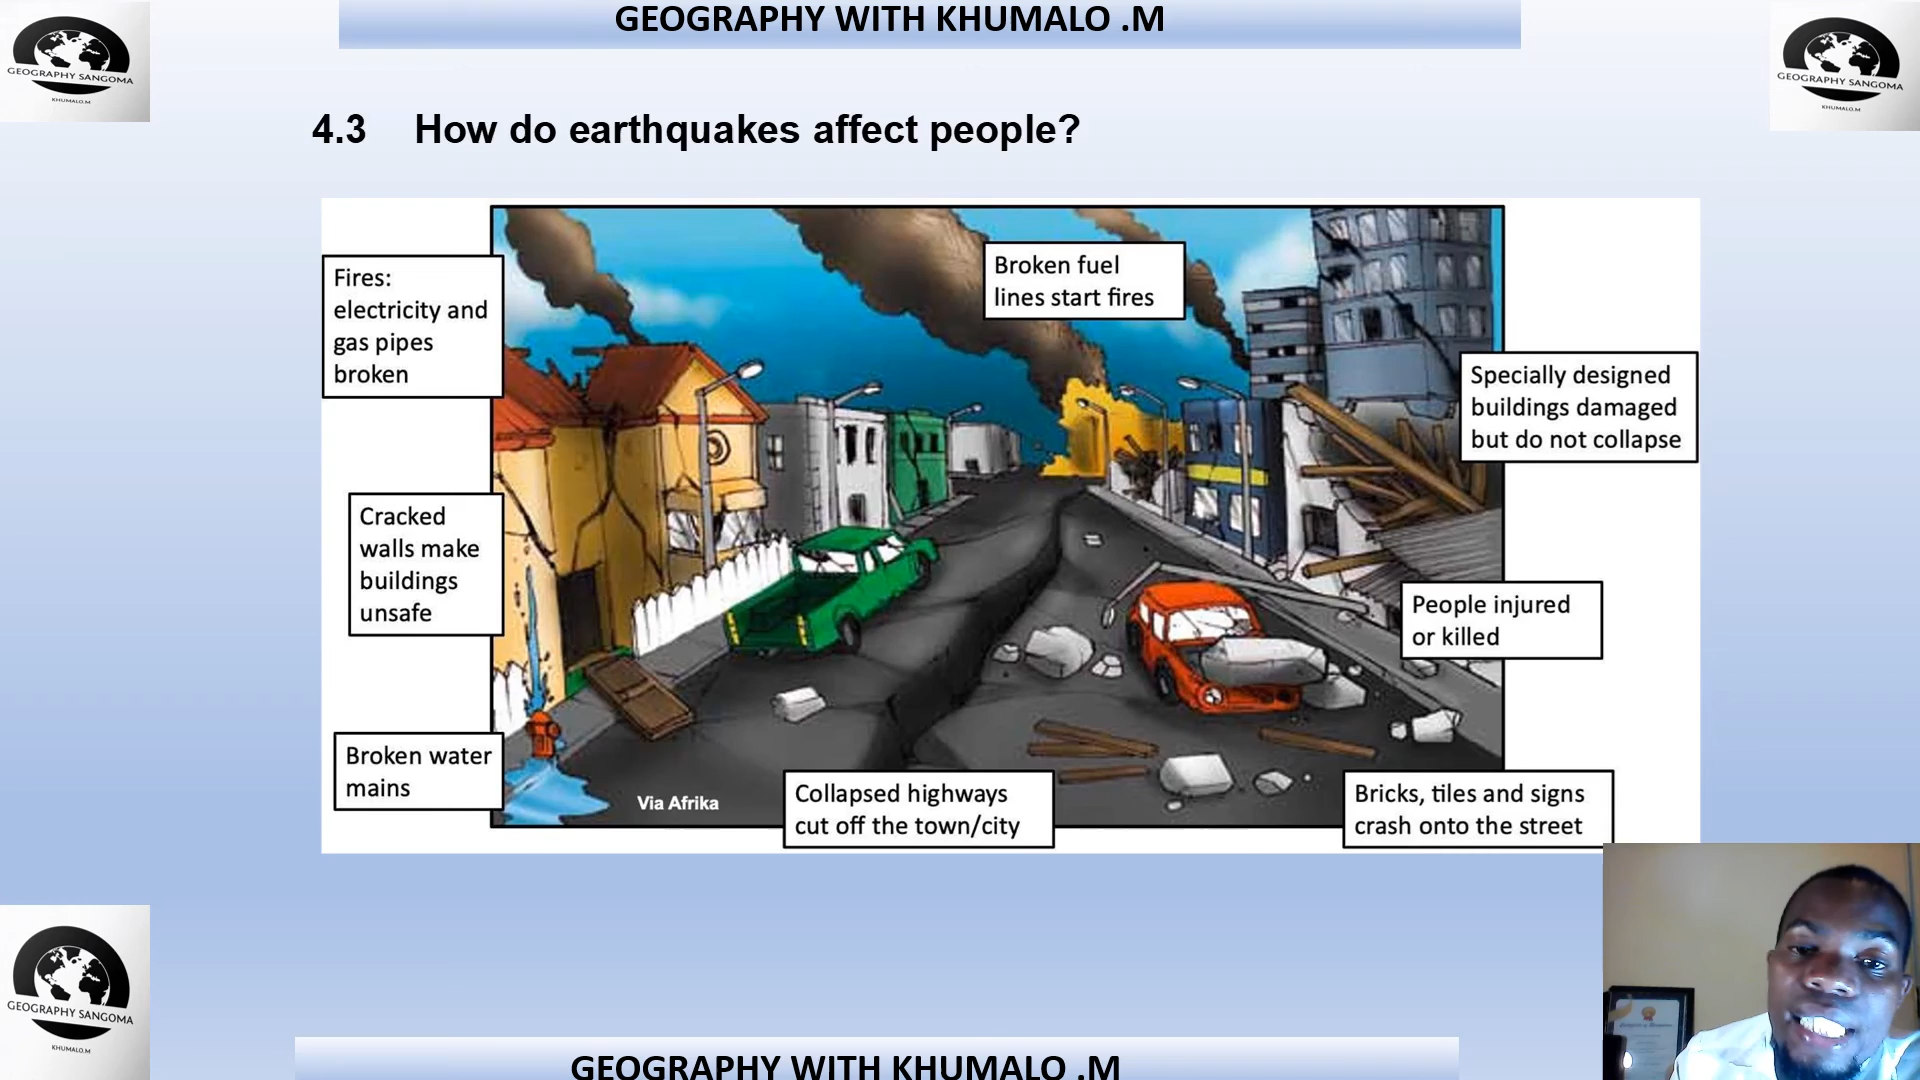 GEOGRAPHY WITH KHUMALO .M
GEOGRAPHY SANGOMA
KHUMALO.M
GEOGRAPHY SANGOMA
KHUMALO.M
4.3 How do earthquakes affect people?
Fires:
electricity and
gas pipes
broken
Broken fuel
lines start fires
Specially designed
buildings damaged
but do not collapse
Cracked
walls make
buildings
unsafe
People injured
or killed
Broken water
mains
Via Afrika
Collapsed highways
cut off the town/city
Bricks, tiles and signs
crash onto the street
GEOGRAPHY SANGOMA
KHUMALO.M
GEOGRAPHY WITH KHUMALO .M